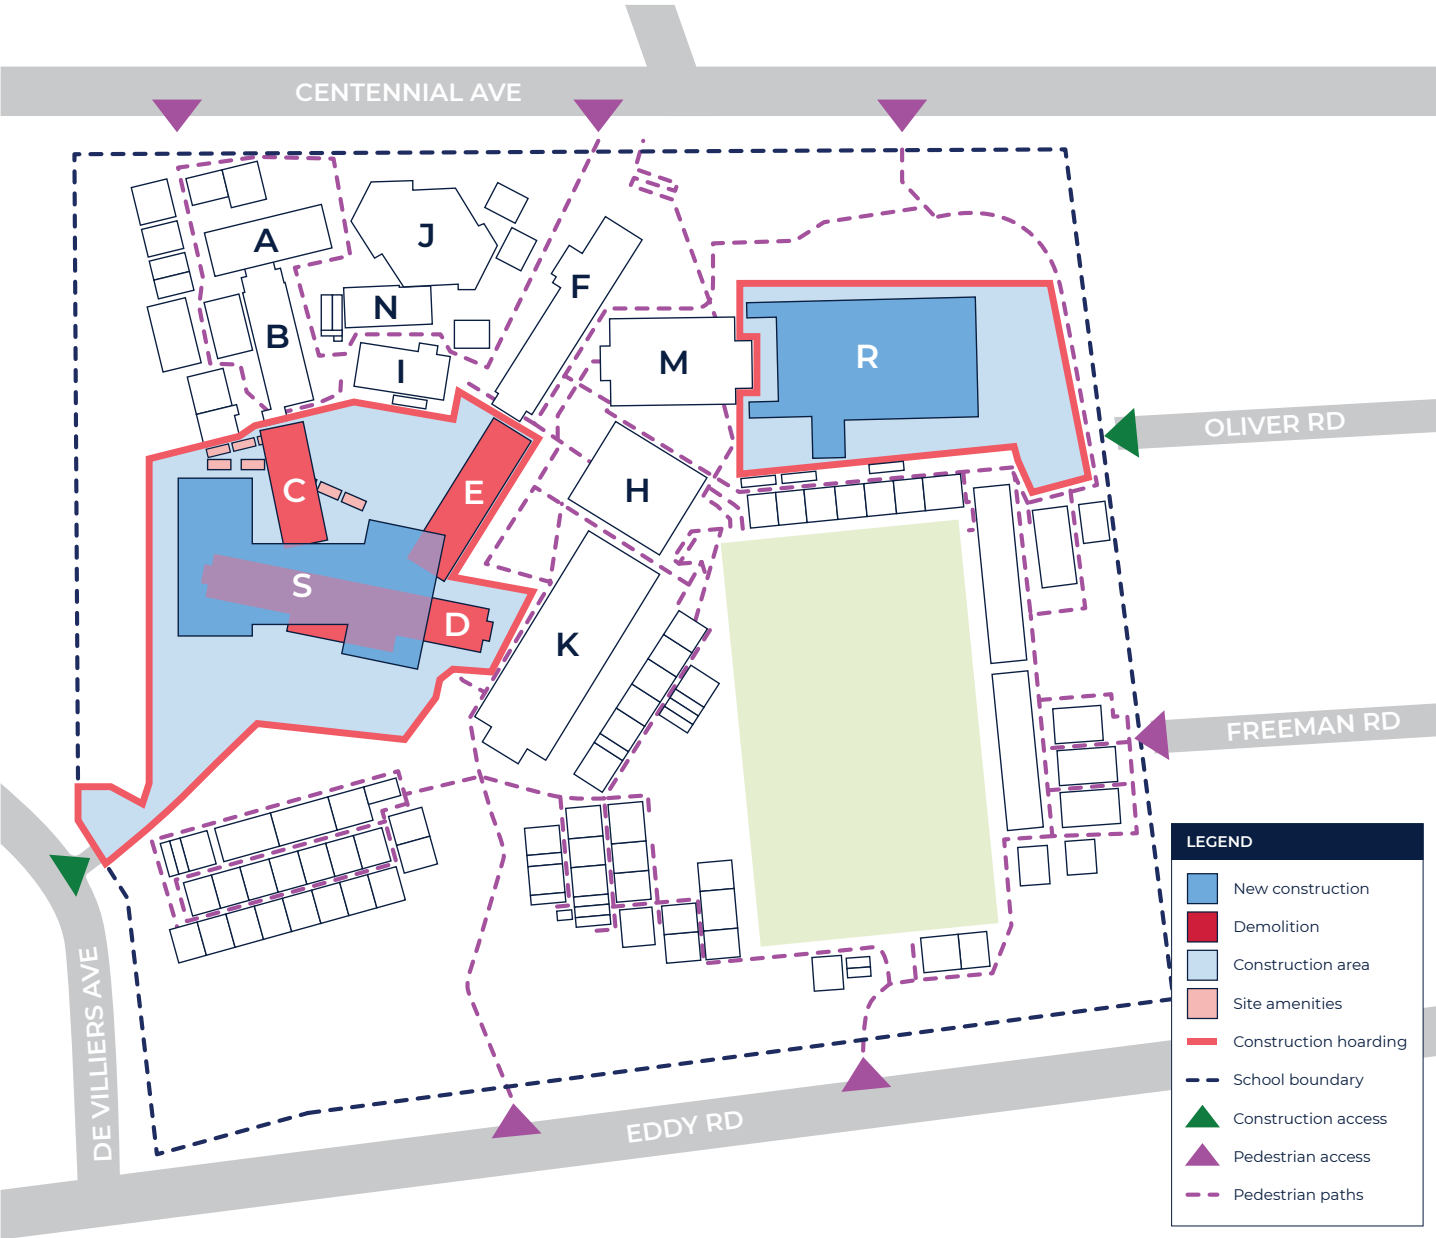 CENTENNIAL AVE
A
J
F
N
B
I
M
R
OLIVER RD
C
E
H
S
D
K
FREEMAN RD
DE VILLIERS AVE
EDDY RD
LEGEND
New construction
Demolition
Construction area
Site amenities
Construction hoarding
School boundary
Construction access
Pedestrian access
Pedestrian paths